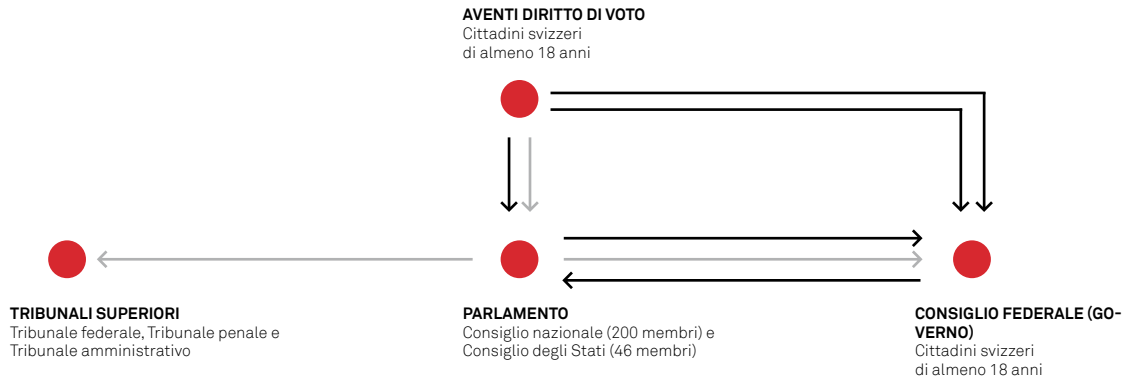 AVENTI DIRITTO DI VOTO
Cittadini svizzeri
di almeno 18 anni
TRIBUNALI SUPERIORI
Tribunale federale, Tribunale penale e
Tribunale amministrativo
PARLAMENTO
Consiglio nazionale (200 membri) e
Consiglio degli Stati (46 membri)
CONSIGLIO FEDERALE (GO-
VERNO)
Cittadini svizzeri
di almeno 18 anni